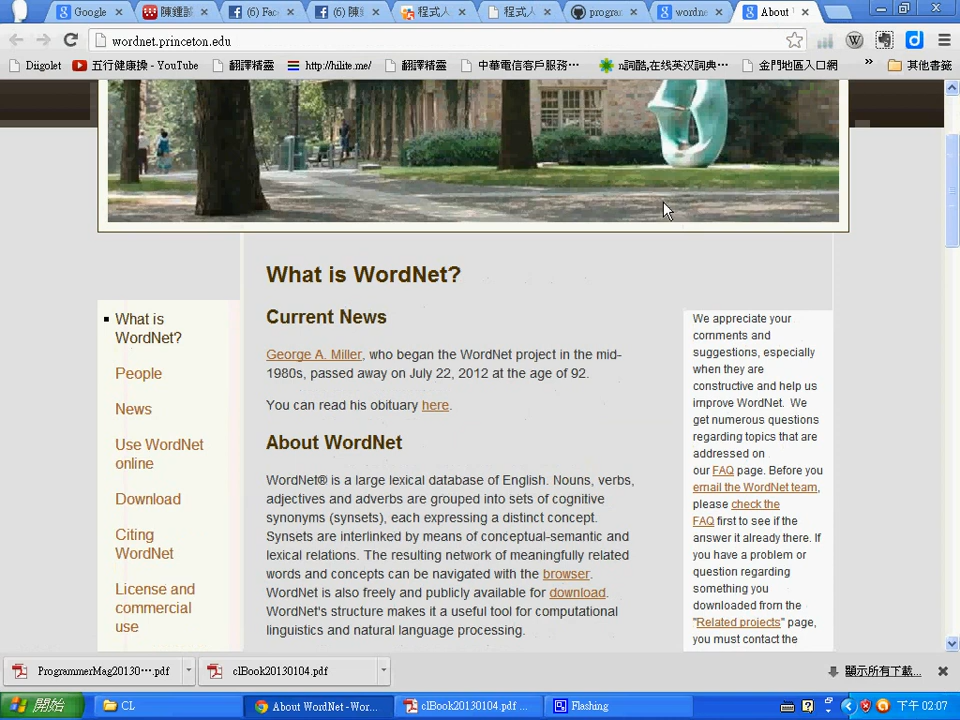 Google
陳鍾誠
(6) Fac
(6) 陳
程式人
程式人
progra
wordne
About
wordnet.princeton.edu
Diigolet
五行健康操 - YouTube
翻譯精靈
http://hilite.me/
翻譯精靈
中華電信客戶服務…
n詞酷,在线英汉詞典…
金門地區入口網
»
其他書籤
What is WordNet?
Current News
George A. Miller, who began the WordNet project in the mid-
1980s, passed away on July 22, 2012 at the age of 92.
You can read his obituary here.
About WordNet
WordNet® is a large lexical database of English. Nouns, verbs,
adjectives and adverbs are grouped into sets of cognitive
synonyms (synsets), each expressing a distinct concept.
Synsets are interlinked by means of conceptual-semantic and
lexical relations. The resulting network of meaningfully related
words and concepts can be navigated with the browser.
WordNet is also freely and publicly available for download.
WordNet's structure makes it a useful tool for computational
linguistics and natural language processing.
What is
WordNet?
People
News
Use WordNet
online
Download
Citing
WordNet
License and
commercial
use
We appreciate your
comments and
suggestions, especially
when they are
constructive and help us
improve WordNet. We
get numerous questions
regarding topics that are
addressed on
our FAQ page. Before you
email the WordNet team,
please check the
FAQ first to see if the
answer it already there. If
you have a problem or
question regarding
something you
downloaded from the
"Related projects" page,
you must contact the
ProgrammerMag20130⋯.pdf
clBook20130104.pdf
顯示所有下載...
開始
CL
About WordNet -Wor...
clBook20130104.pdf ...
Flashing
下午 02:07